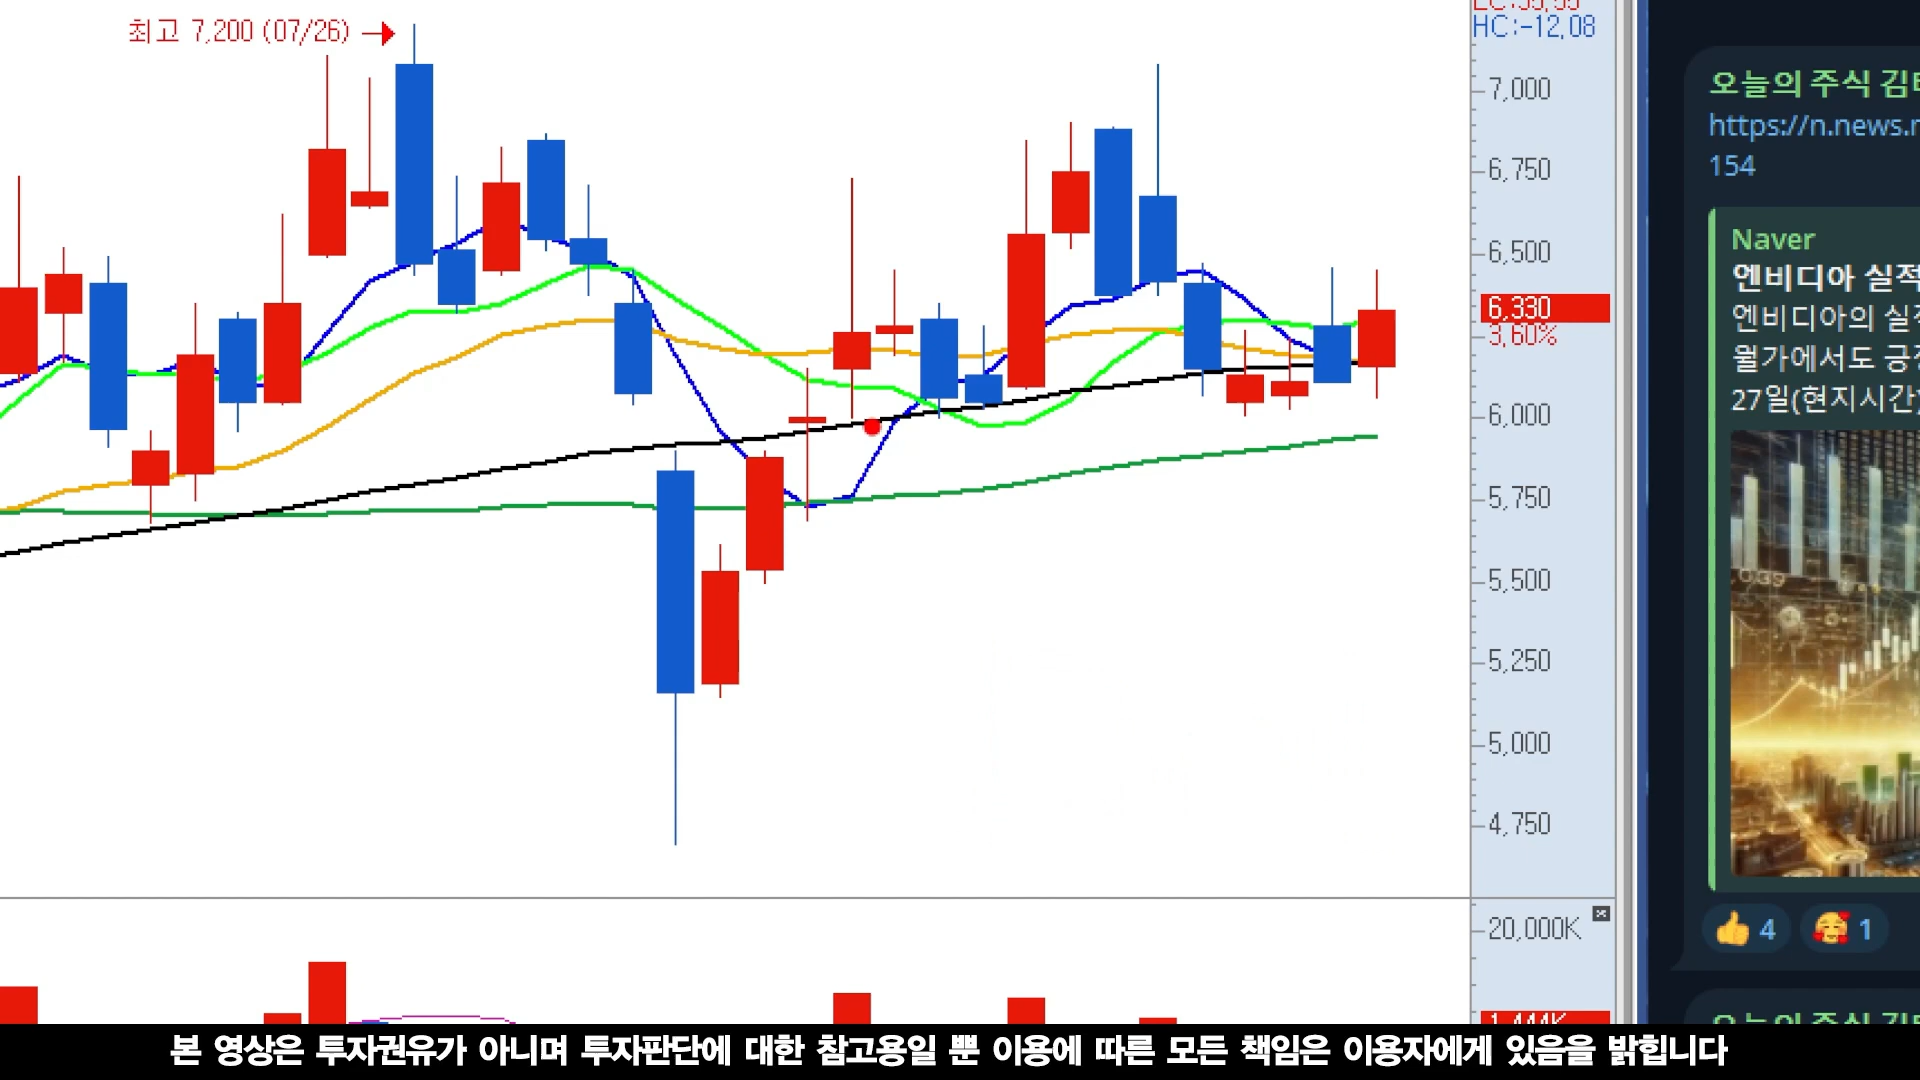 최고 7,200 (07/26)
HC:-12,08
7,000
6,750
6,500
6,330
3,60%
6,000
5,750
5,500
5,250
5,000
4,750
20,000K
오늘의 주식
https://n.news.
154
Naver
엔비디아 실적
엔비디아의
월가에서도
27일(현지시간)
4
1
본 영상은 투자권유가 아니며 투자판단에 대한 참고용일 뿐 이용에 따른 모든 책임은 이용자에게 있음을 밝힙니다